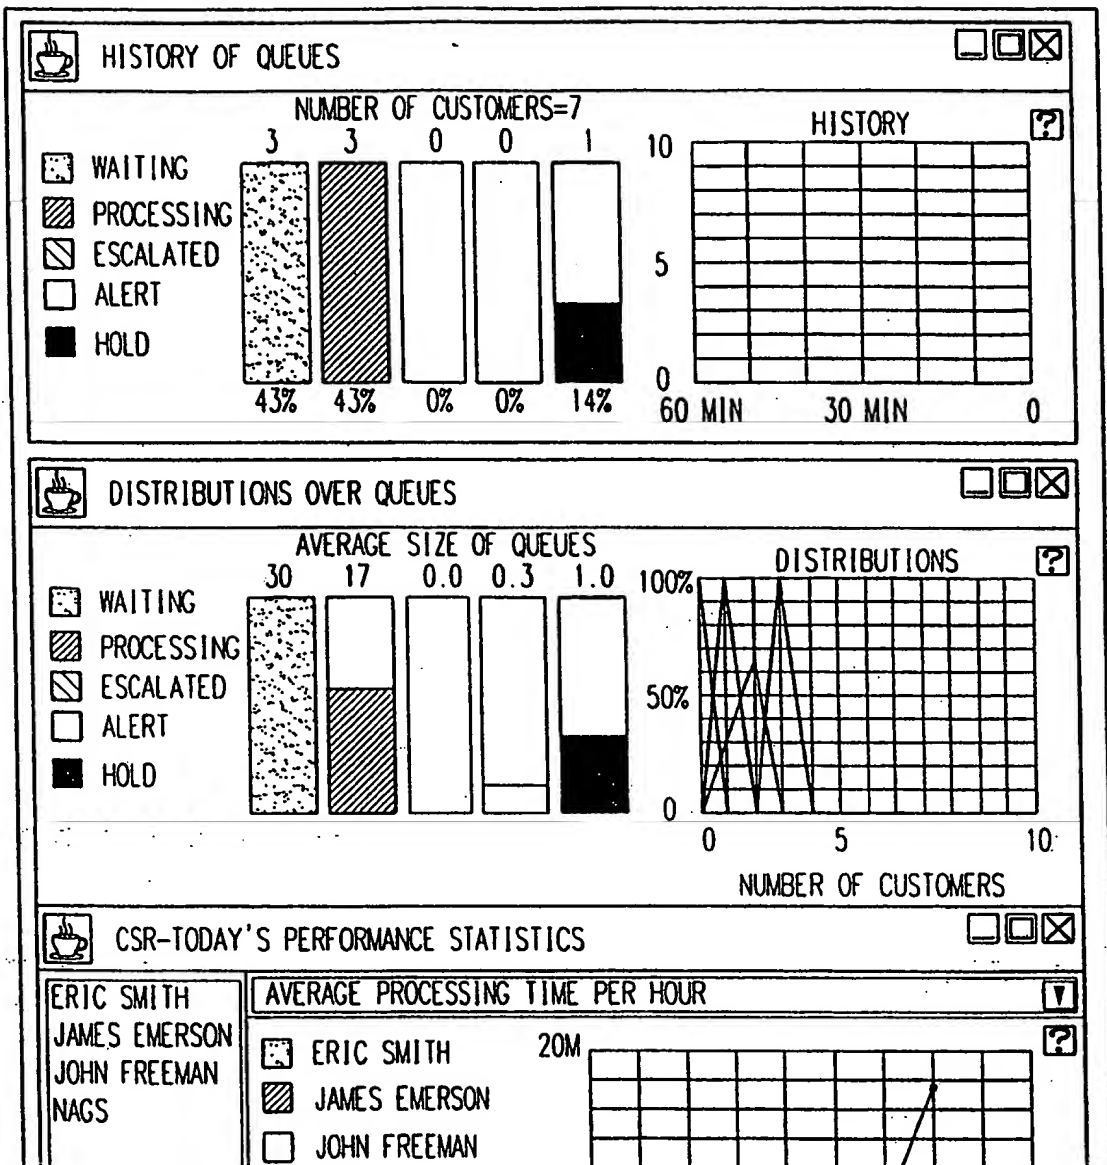 HISTORY OF QUEUES
NUMBER OF CUSTOMERS=7
3 3 0 0 1
WAITING
PROCESSING
ESCALATED
ALERT
HOLD
43% 43% 0% 0% 14%
HISTORY
?
10
5
0
60 MIN 30 MIN 0
DISTRIBUTIONS OVER QUEUES
AVERAGE SIZE OF QUEUES
30 17 0.0 0.3 1.0
WAITING
PROCESSING
ESCALATED
ALERT
HOLD
DISTRIBUTIONS
?
100%
50%
0
0 5 10
NUMBER OF CUSTOMERS
CSR-TODAY'S PERFORMANCE STATISTICS
ERIC SMITH
JAMES EMERSON
JOHN FREEMAN
NAGS
AVERAGE PROCESSING TIME PER HOUR
ERIC SMITH
JAMES EMERSON
JOHN FREEMAN
20M
?